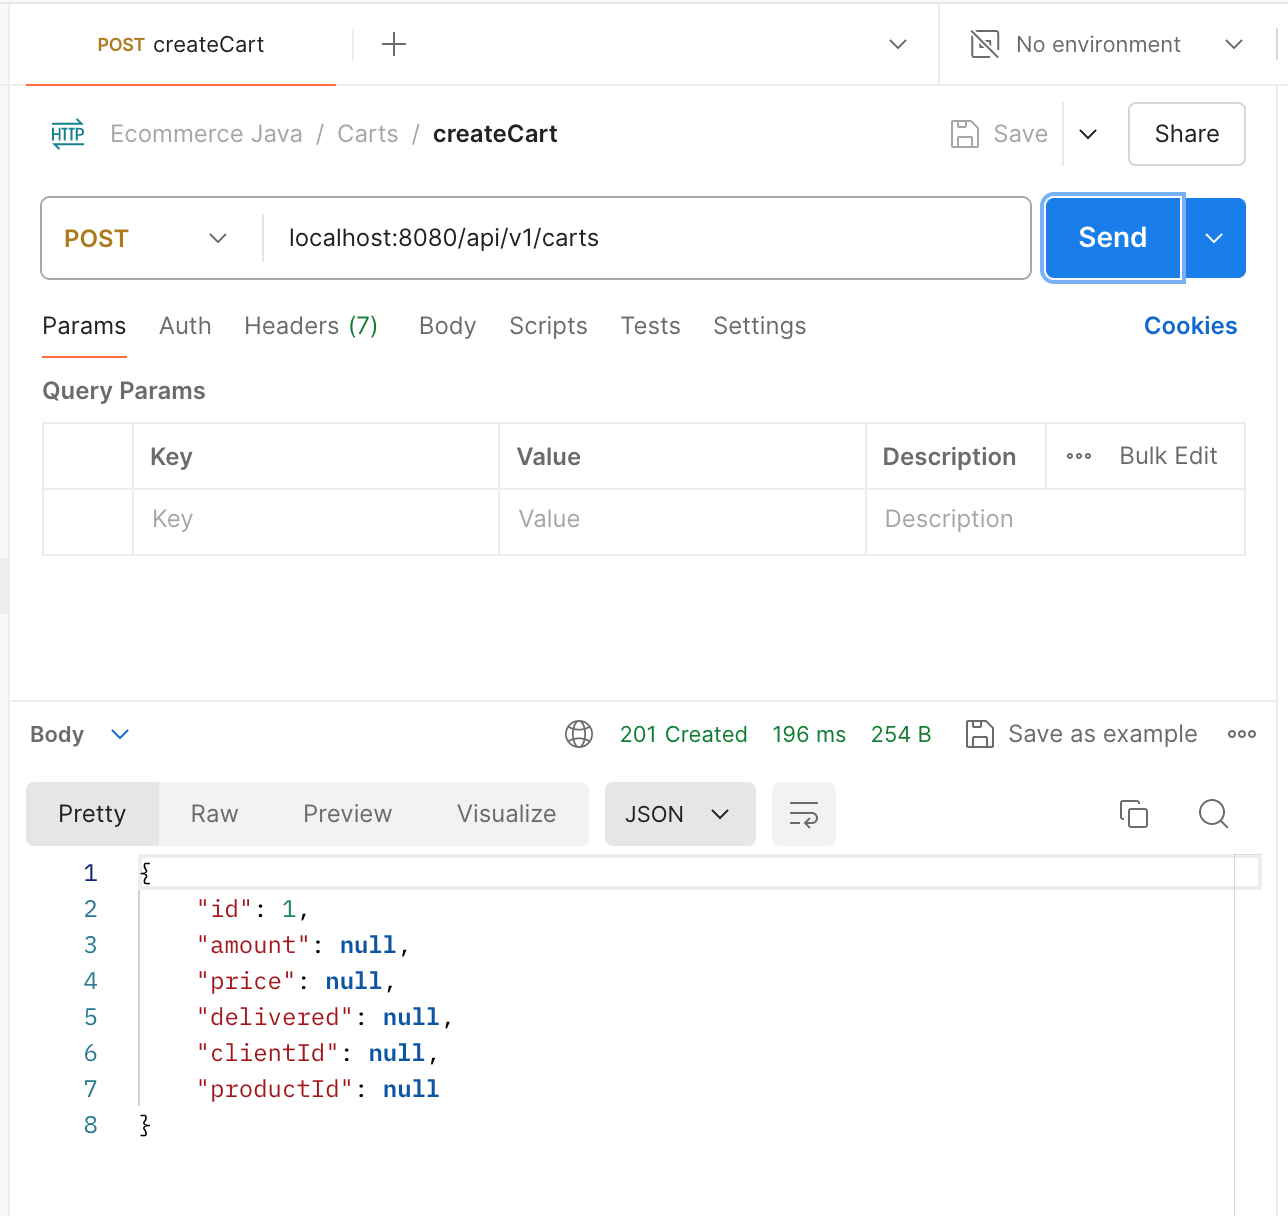 POST createCart
No environment
HTTP Ecommerce Java / Carts / createCart
Save
Share
POST localhost:8080/api/v1/carts
Send
Params Auth Headers (7) Body Scripts Tests Settings Cookies
Query Params
Key Value Description Bulk Edit
Key Value Description
Body 201 Created 196 ms 254 B Save as example
Pretty Raw Preview Visualize JSON
1 {
2 "id": 1,
3 "amount": null,
4 "price": null,
5 "delivered": null,
6 "clientId": null,
7 "productId": null
8 }